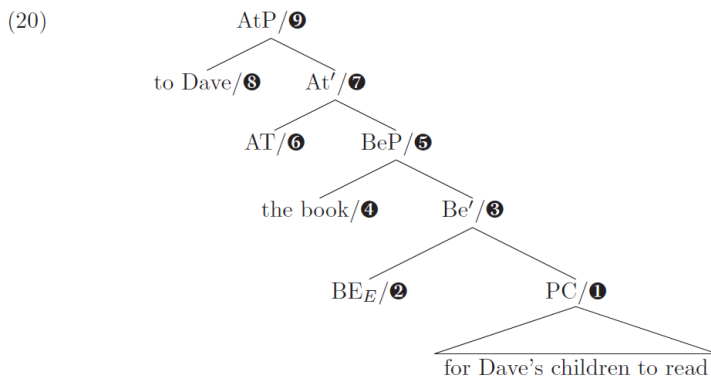 (20) AtP/❾
to Dave/❽ At′/❼
AT/❻ BeP/❺
the book/❹ Be′/❸
BE_E/❷ PC/❶
for Dave's children to read